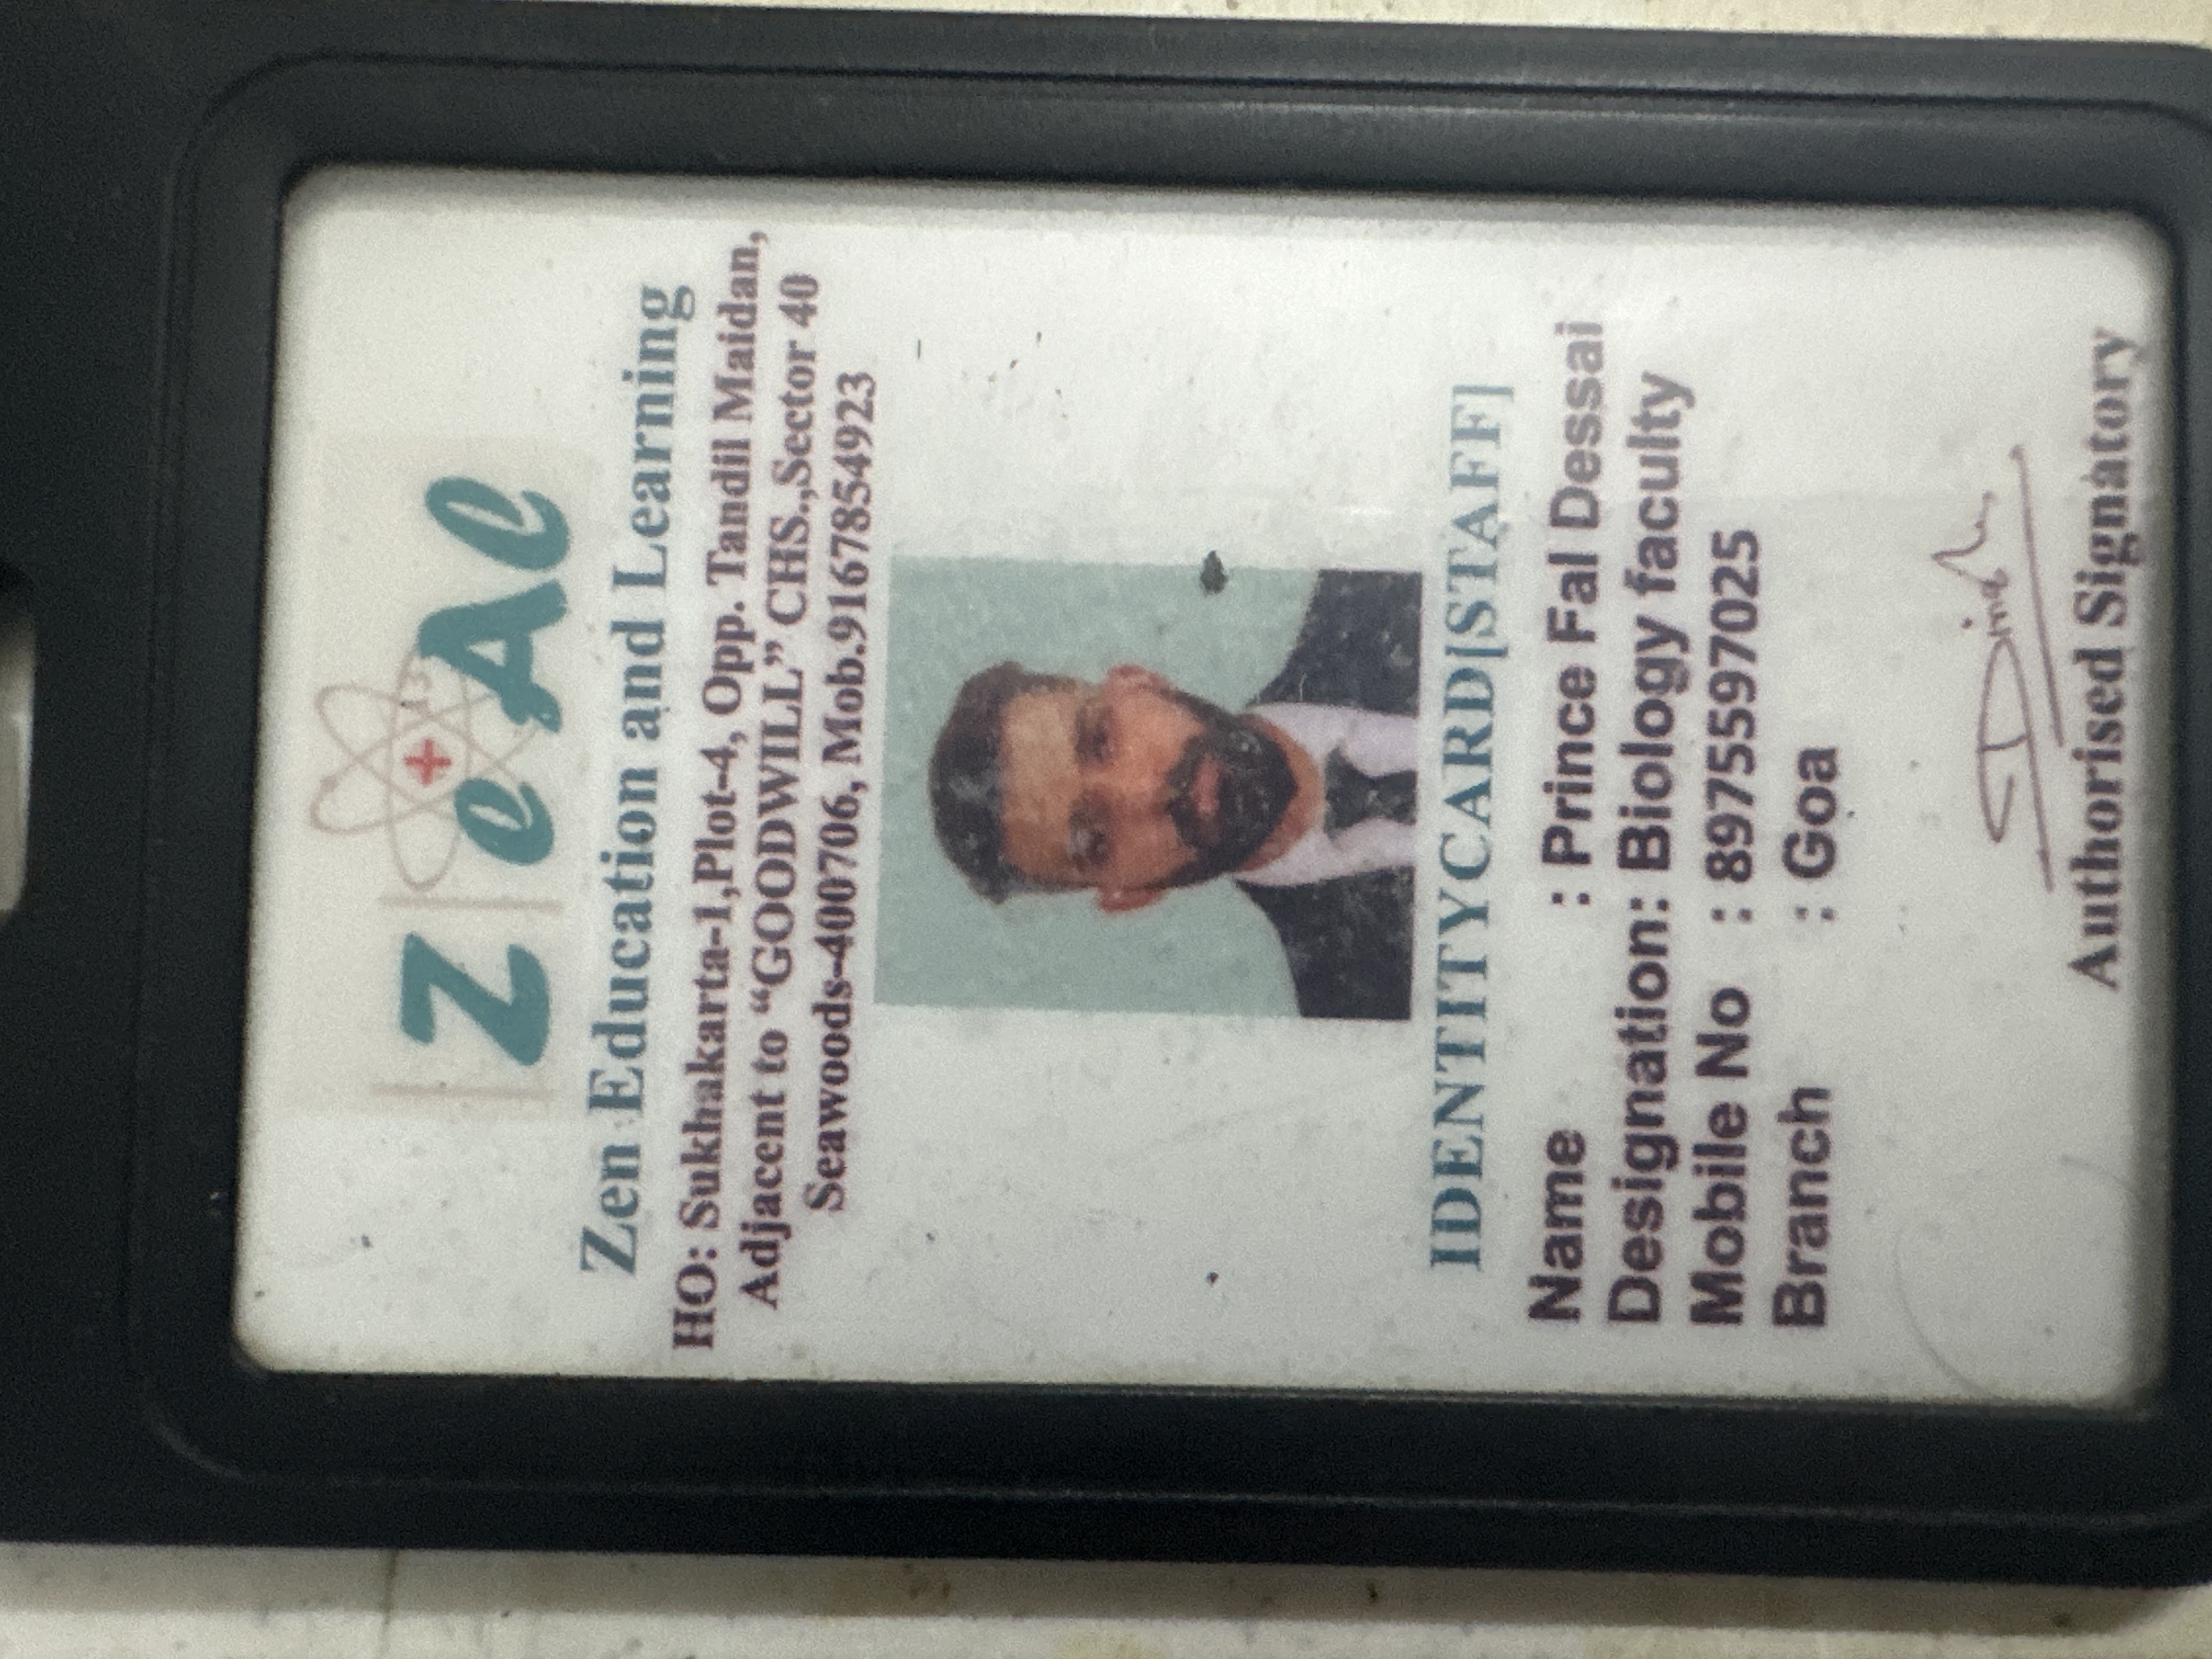 ZeAl
Zen Education and Learning
HO: Sukhakarta-1,Plot-4, Opp. Tandil Maidan,
Adjacent to “GOODWILL” CHS.,Sector 40
Seawoods-400706, Mob.9167854923
IDENTITYCARD[STAFF]
Name : Prince Fal Dessai
Designation: Biology faculty
Mobile No : 8975597025
Branch : Goa
Authorised Signatory